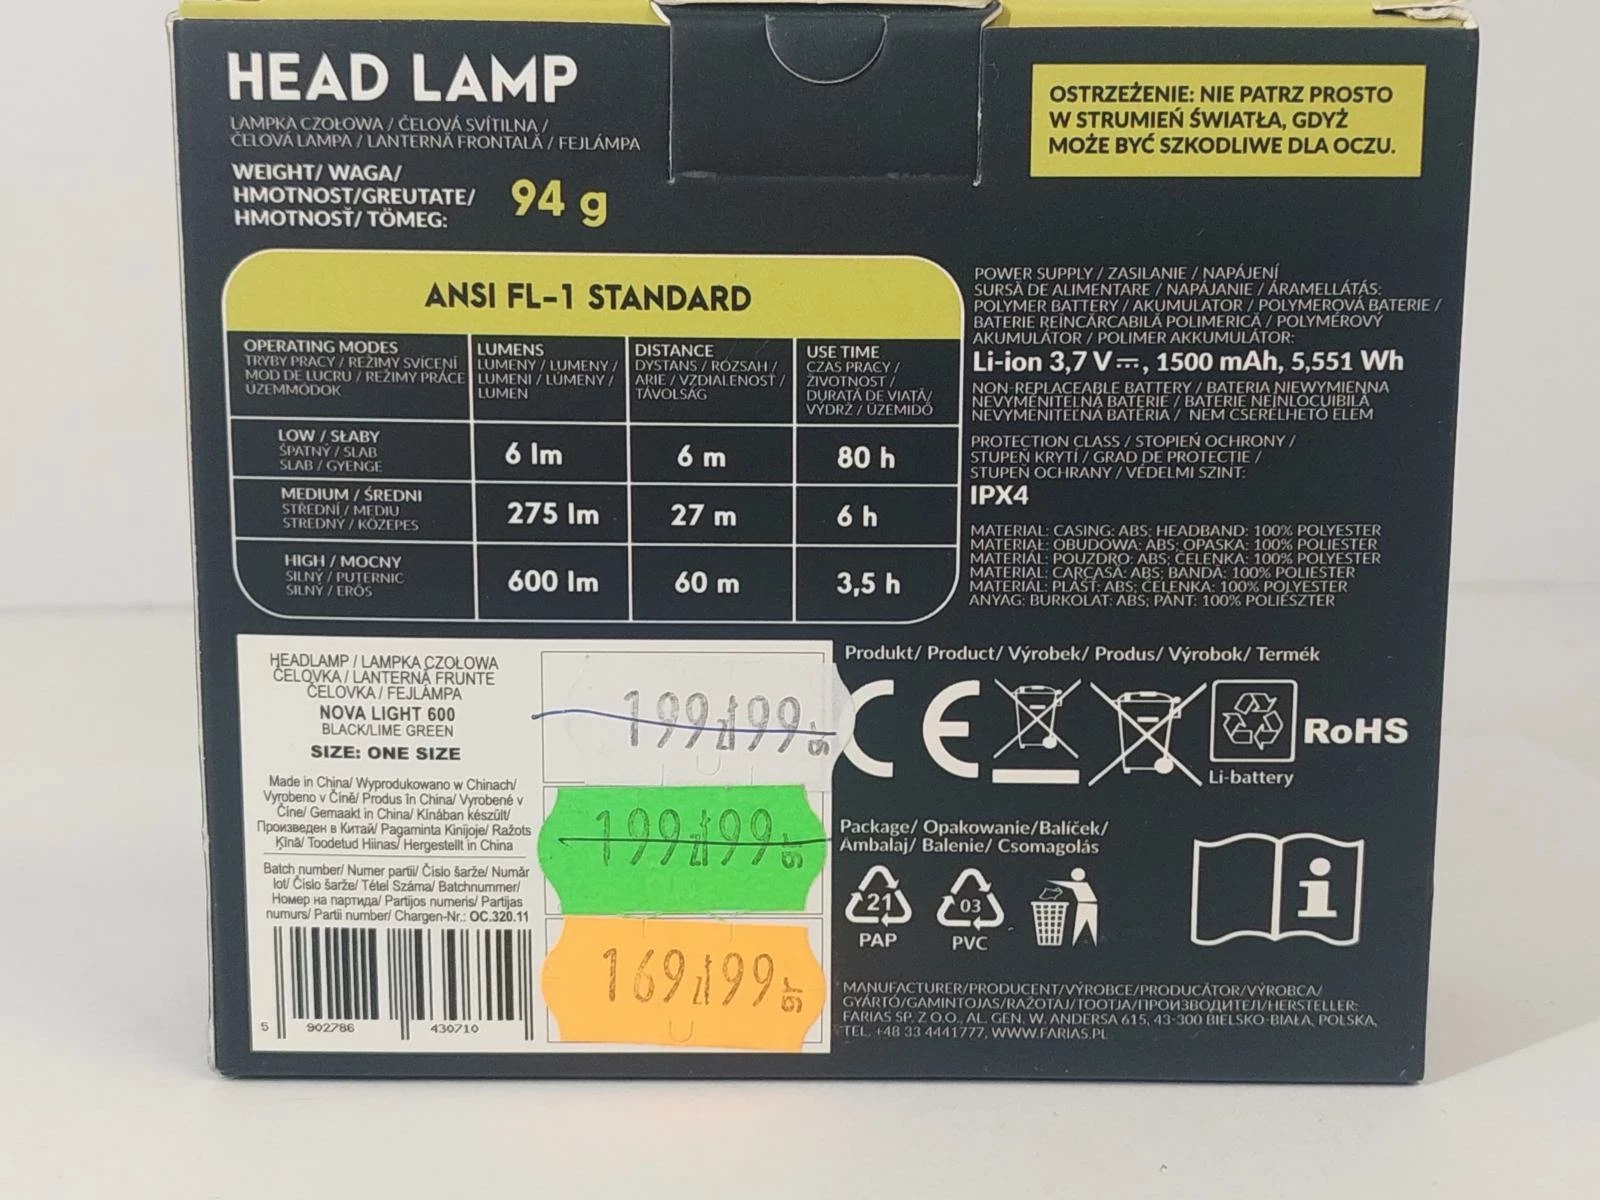 HEAD LAMP
LAMPKA CZOŁOWA / ČELOVÁ SVÍTILNA /
ČELOVÁ LAMPA / LANTERNĂ FRONTALĂ / FEJLÁMPA
WEIGHT/ WAGA/
HMOTNOST/GREUTATE/
HMOTNOSŤ/ TÖMEG:
94 g
OSTRZEŻENIE: NIE PATRZ PROSTO
W STRUMIEŃ ŚWIATŁA, GDYŻ
MOŻE BYĆ SZKODLIWE DLA OCZU.
ANSI FL-1 STANDARD
OPERATING MODES
TRYBY PRACY / REŽIMY SVÍCENÍ
MOD DE LUCRU / REŽIMY PRÁCE
ÜZEMMÓDOK
LUMENS
LUMENY / LUMENY /
LUMENI / LÚMENY /
LUMEN
DISTANCE
DYSTANS / ROZSAH /
ARIE / VZDIALENOSŤ /
TÁVOLSÁG
USE TIME
CZAS PRACY /
ŽIVOTNOST /
DURATĂ DE VIAȚĂ/
VÝDRŽ / ÜZEMIDŐ
LOW / SŁABY
ŠPATNÝ / SLAB
SLAB / GYENGE
6 lm
6 m
80 h
MEDIUM / ŚREDNI
STŘEDNÍ / MEDIU
STREDNÝ / KÖZEPES
275 lm
27 m
6 h
HIGH / MOCNY
SILNÝ / PUTERNIC
SILNÝ / ERŐS
600 lm
60 m
3,5 h
POWER SUPPLY / ZASILANIE / NAPÁJENÍ
SURSĂ DE ALIMENTARE / NAPÁJANIE / ÁRAMELLÁTÁS:
POLYMER BATTERY / AKUMULATOR / POLYMEROVÁ BATERIE /
BATERIE REÎNCĂRCABILĂ POLIMERICĂ / POLYMÉROVÝ
AKUMULÁTOR / POLIMER AKKUMULÁTOR:
Li-ion 3,7 V⎓, 1500 mAh, 5,551 Wh
NON-REPLACEABLE BATTERY / BATERIA NIEWYMIENNA
NEVYMĚNITELNÁ BATERIE / BATERIE NEÎNLOCUIBILĂ
NEVYMENITEĽNÁ BATÉRIA / NEM CSERÉLHETŐ ELEM
PROTECTION CLASS / STOPIEŃ OCHRONY /
STUPEŇ KRYTÍ / GRAD DE PROTECȚIE /
STUPEŇ OCHRANY / VÉDELMI SZINT:
IPX4
MATERIAL: CASING: ABS; HEADBAND: 100% POLYESTER
MATERIAŁ: OBUDOWA: ABS; OPASKA: 100% POLIESTER
MATERIÁL: POUZDRO: ABS; ČELENKA: 100% POLYESTER
MATERIAL: CARCASĂ: ABS; BANDĂ: 100% POLIESTER
MATERIÁL: PLÁŠŤ: ABS; ČELENKA: 100% POLYESTER
ANYAG: BURKOLAT: ABS; PÁNT: 100% POLIÉSZTER
HEADLAMP / LAMPKA CZOŁOWA
ČELOVKA / LANTERNĂ FRUNTE
ČELOVKA / FEJLÁMPA
NOVA LIGHT 600
BLACK/LIME GREEN
SIZE: ONE SIZE
Made in China/ Wyprodukowano w Chinach/
Vyrobeno v Číně/ Produs în China/ Vyrobené v
Číne/ Gemaakt in China/ Kínában készült/
Произведен в Китай/ Pagaminta Kinijoje/ Ražots
Ķīnā/ Toodetud Hiinas/ Hergestellt in China
Batch number/ Numer partii/ Číslo šarže/ Număr
lot/ Číslo šarže/ Tétel Száma/ Batchnummer/
Номер на партида/ Partijos numeris/ Partijas
numurs/ Partii number/ Chargen-Nr.: OC.320.11
5 902786 430710
199zł99gr
199zł99gr
169zł99gr
Produkt/ Product/ Výrobek/ Produs/ Výrobok/ Termék
CE
Li-battery
RoHS
Package/ Opakowanie/Balíček/
Ambalaj/ Balenie/ Csomagolás
21
PAP
03
PVC
i
MANUFACTURER/PRODUCENT/VÝROBCE/PRODUCĂTOR/VÝROBCA/
GYÁRTÓ/GAMINTOJAS/RAŽOTĀJ/TOOTJA/ПРОИЗВОДИТЕЛ/HERSTELLER:
FARIAS SP. Z O.O., AL. GEN. W. ANDERSA 615, 43-300 BIELSKO-BIAŁA, POLSKA,
TEL. +48 33 4441777, WWW.FARIAS.PL